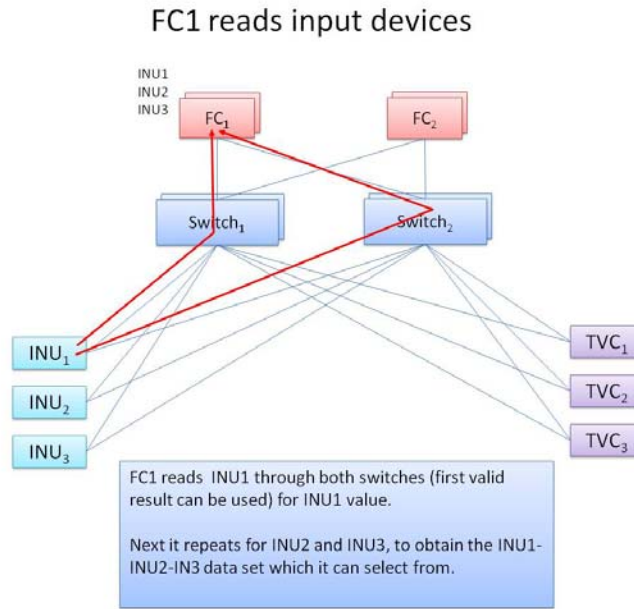 FC1 reads input devices
INU1
INU2
INU3
FC₁
FC₂
Switch₁
Switch₂
INU₁
TVC₁
INU₂
TVC₂
INU₃
TVC₃
FC1 reads INU1 through both switches (first valid
result can be used) for INU1 value.
Next it repeats for INU2 and INU3, to obtain the INU1-
INU2-IN3 data set which it can select from.